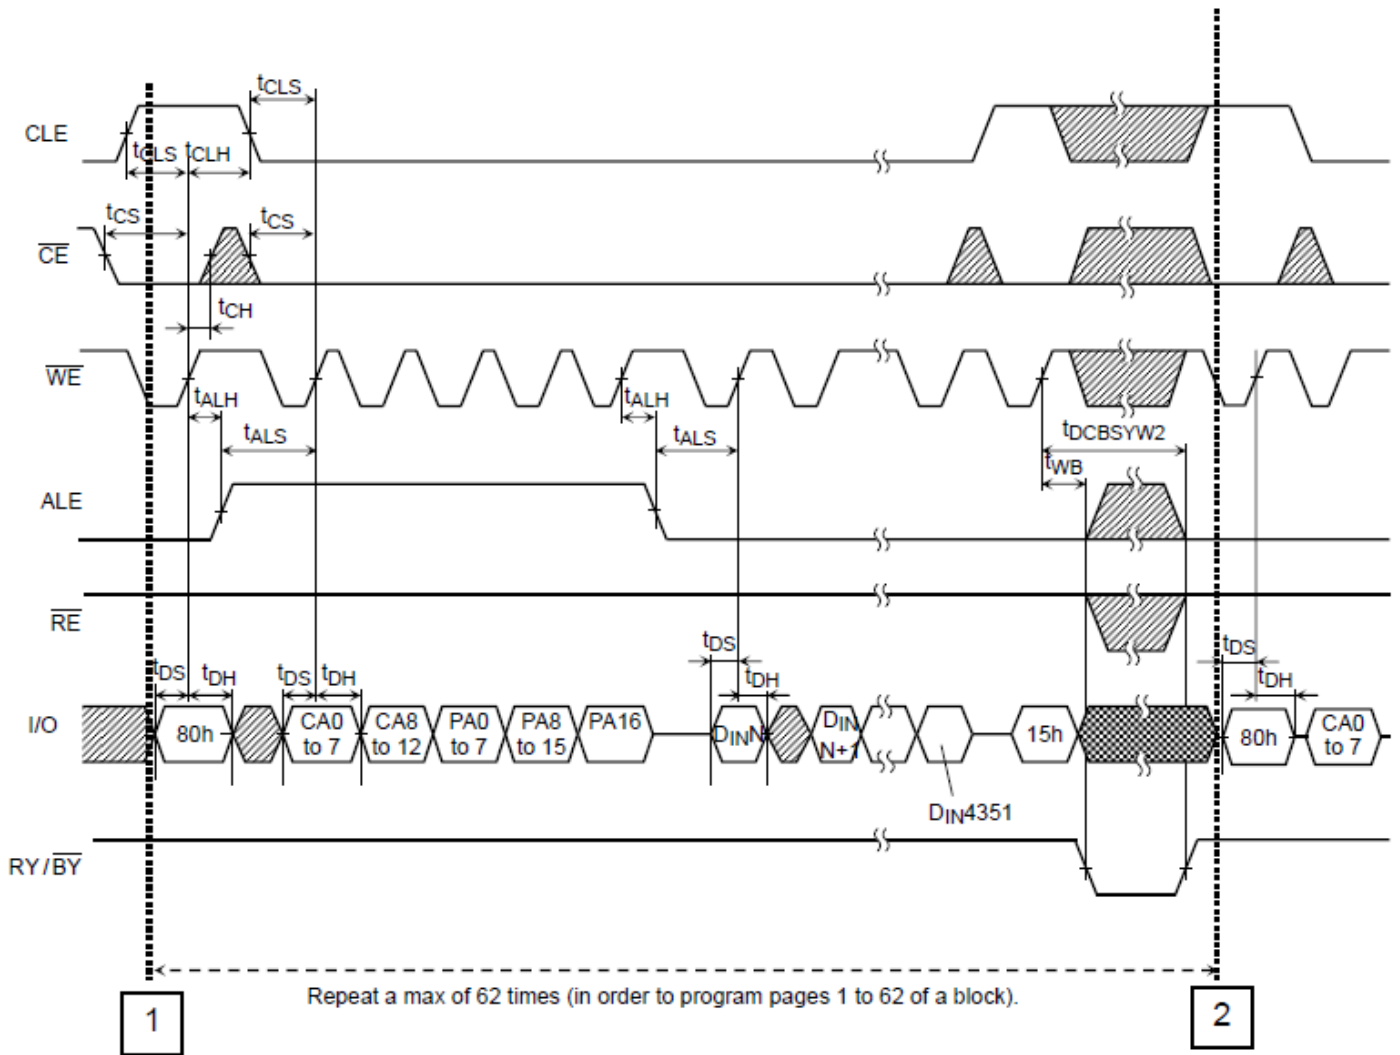 tCLS
CLE
tCLS tCLH
tCS tCS
CE
tCH
WE
tALH tALH
tALS tALS tDCBSYW2
tWB
ALE
RE
tDS tDH tDS tDH tDS tDH tDS tDH
I/O
80h
CA0 to 7
CA8 to 12
PA0 to 7
PA8 to 15
PA16
DINN
DIN N+1
15h
80h
CA0 to 7
DIN4351
RY/BY
Repeat a max of 62 times (in order to program pages 1 to 62 of a block).
1
2